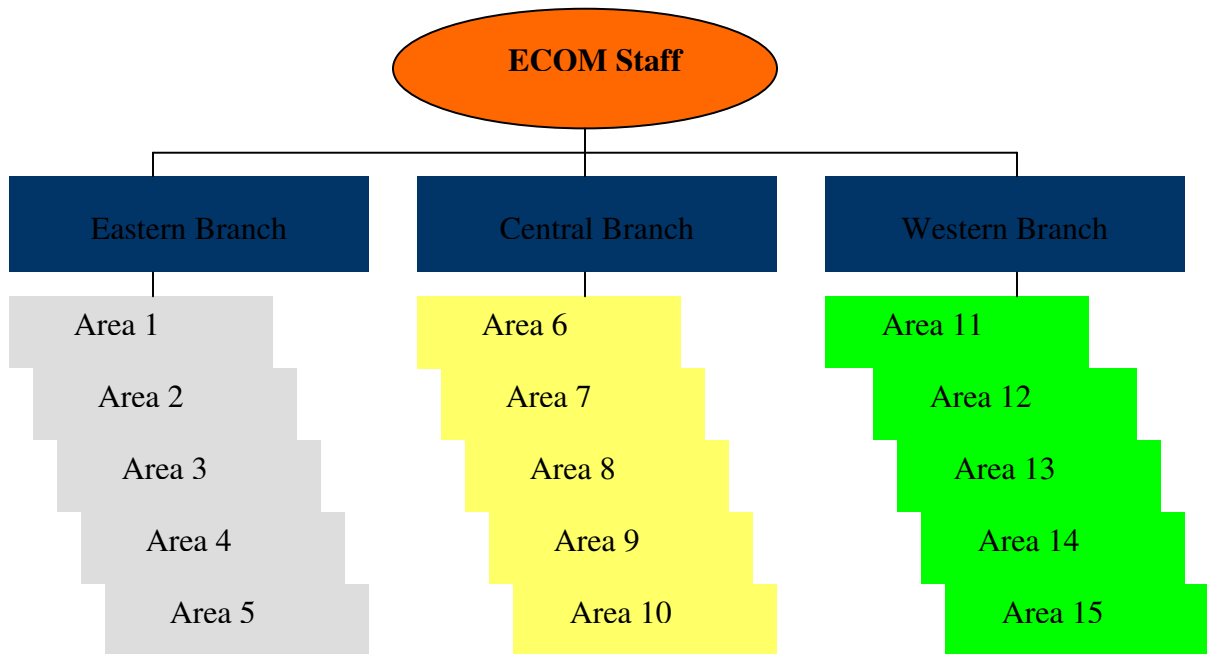 ECOM Staff
Eastern Branch
Central Branch
Western Branch
Area 1
Area 2
Area 3
Area 4
Area 5
Area 6
Area 7
Area 8
Area 9
Area 10
Area 11
Area 12
Area 13
Area 14
Area 15